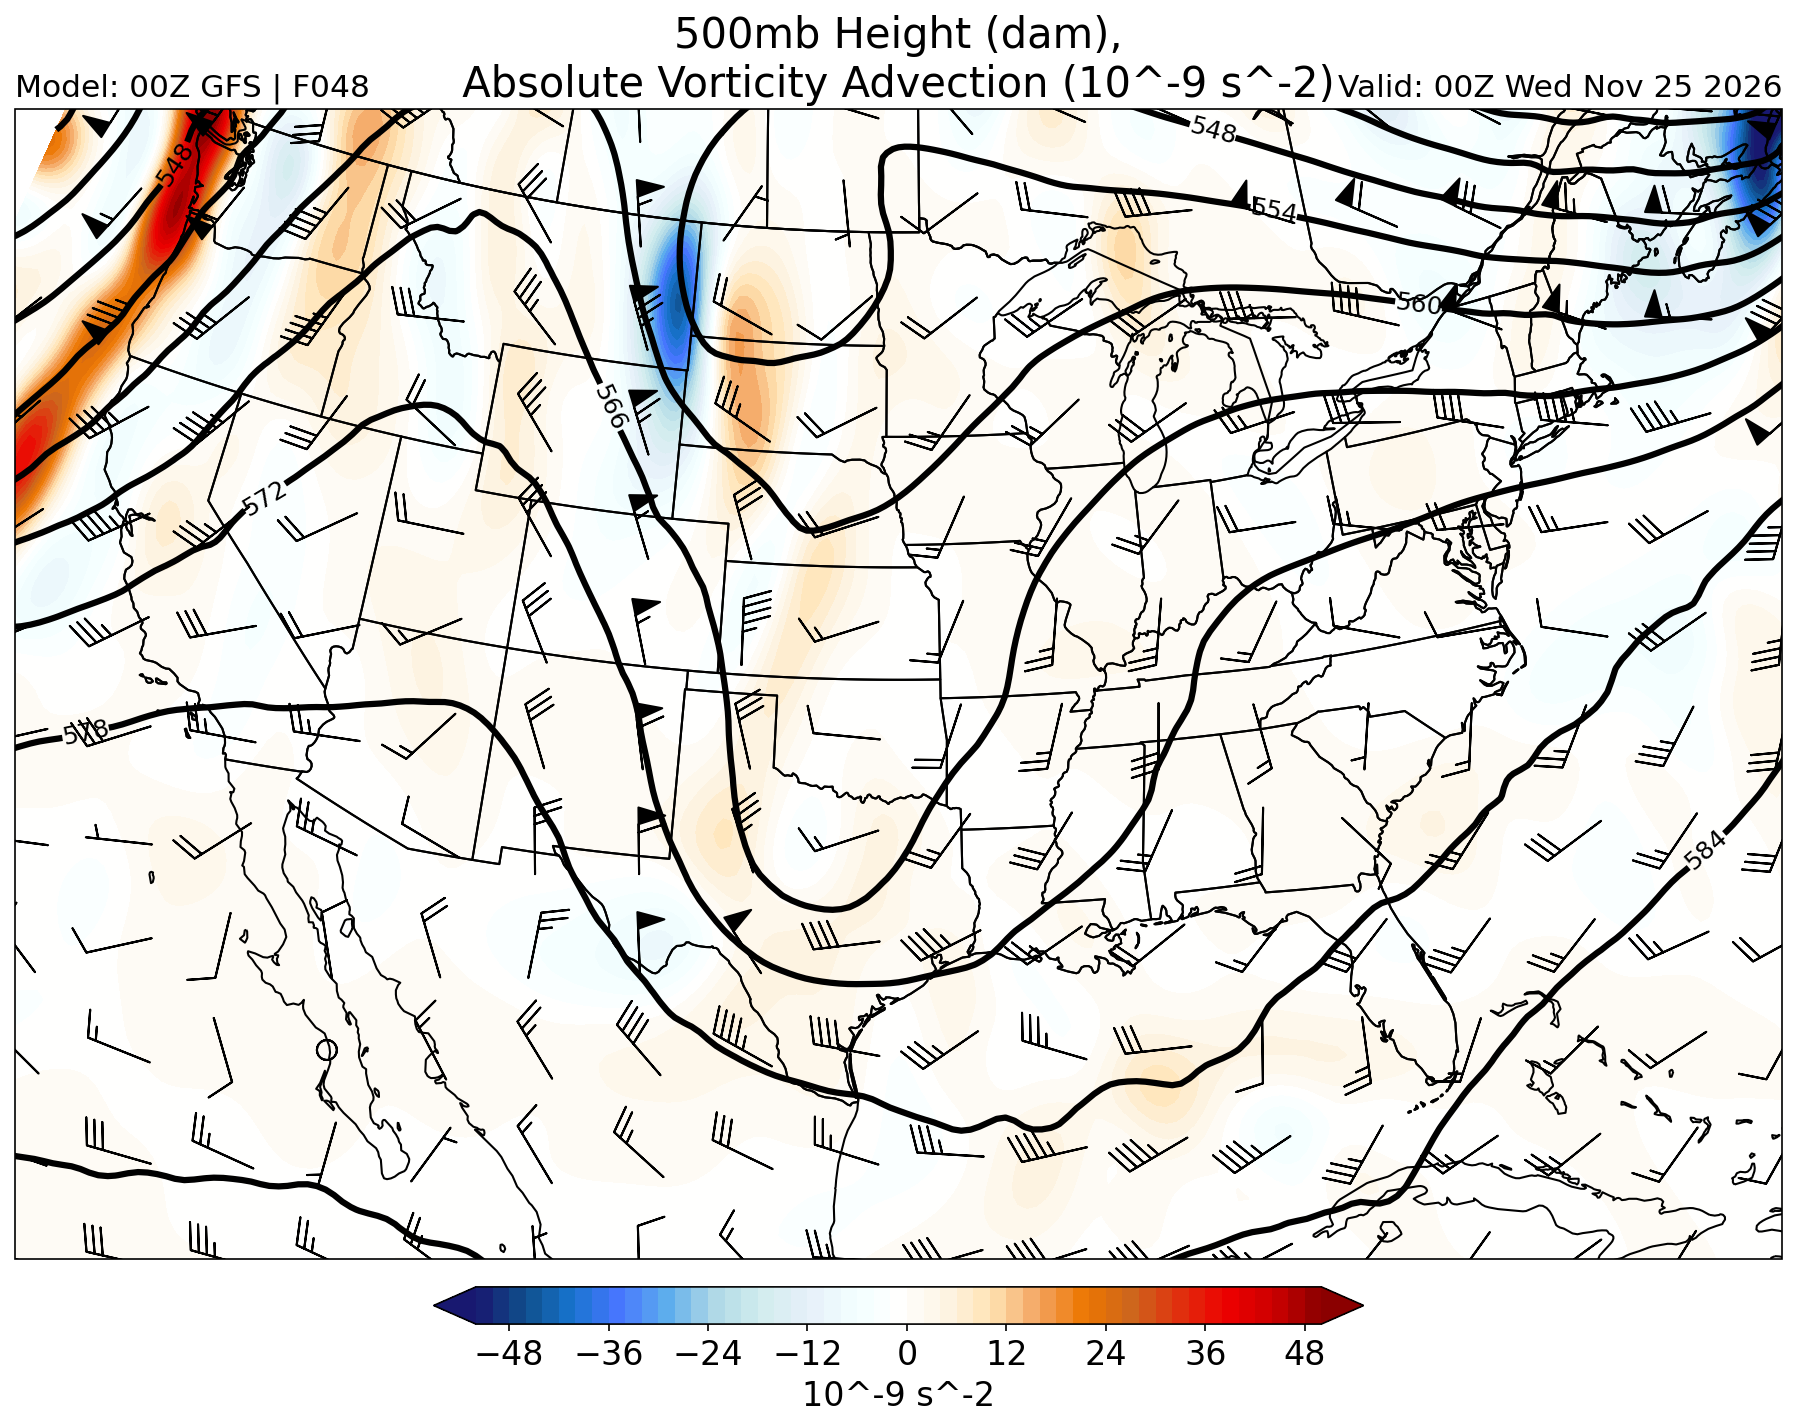 500mb Height (dam),
Model: 00Z GFS | F048
Absolute Vorticity Advection (10^-9 s^-2)
Valid: 00Z Wed Nov 25 2026
548
548
554
560
566
572
578
584
−48 −36 −24 −12 0 12 24 36 48
10^-9 s^-2